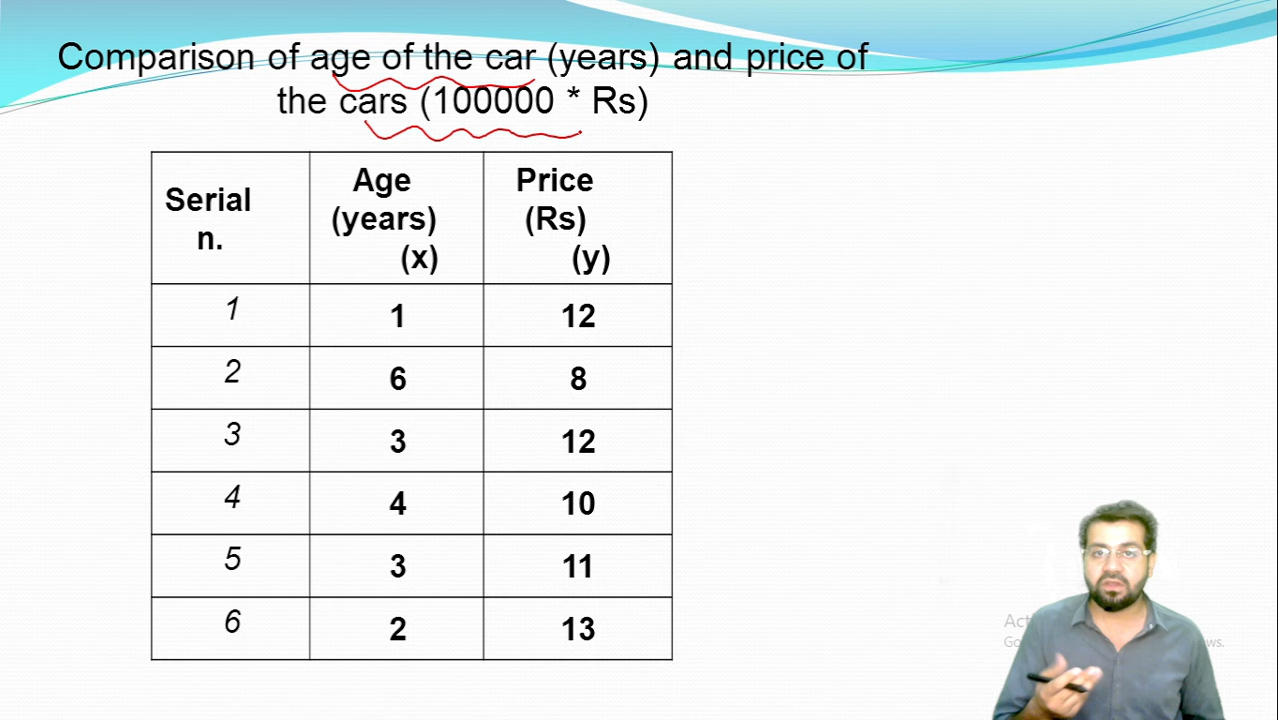 Comparison of age of the car (years) and price of
the cars (100000 * Rs)
Serial n. Age (years) (x) Price (Rs) (y)
1 1 12
2 6 8
3 3 12
4 4 10
5 3 11
6 2 13